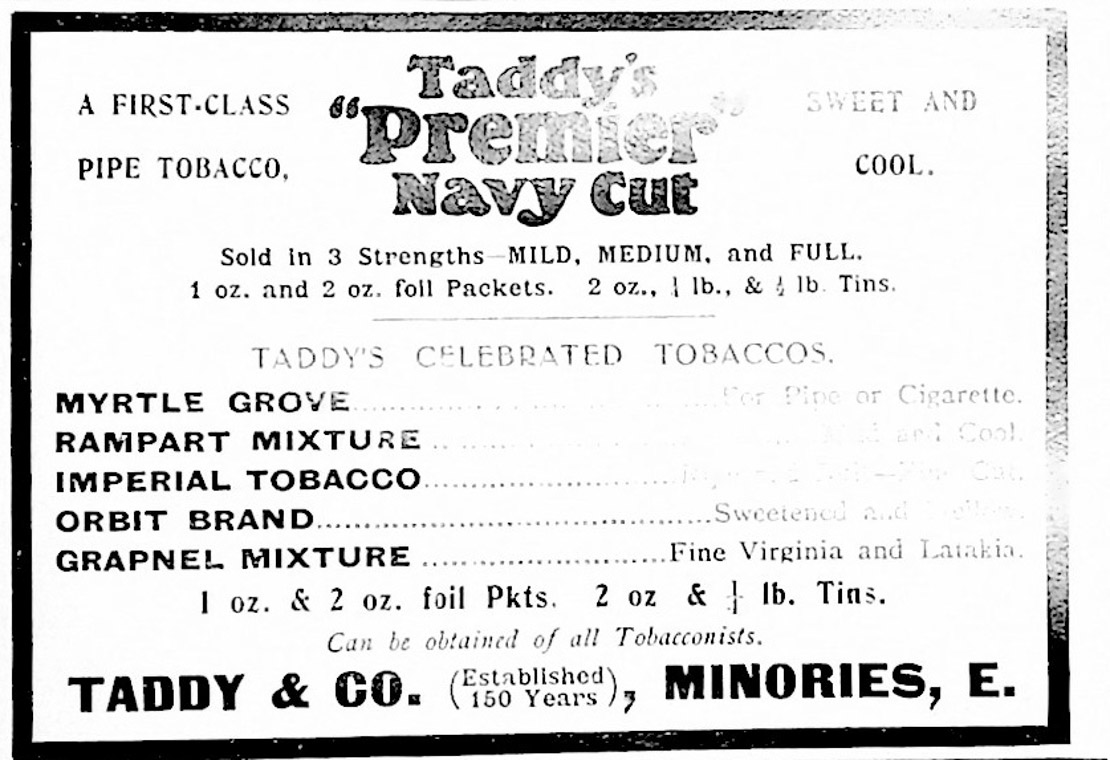 A FIRST-CLASS
PIPE TOBACCO,
Taddy's
"Premier"
Navy Cut
SWEET AND
COOL.
Sold in 3 Strengths—MILD, MEDIUM, and FULL.
1 oz. and 2 oz. foil Packets. 2 oz., ¼ lb., & ½ lb. Tins.
TADDY'S CELEBRATED TOBACCOS.
MYRTLE GROVE..............................For Pipe or Cigarette.
RAMPART MIXTURE..............................and Cool.
IMPERIAL TOBACCO..............................Cut.
ORBIT BRAND..............................Sweetened and Mellow.
GRAPNEL MIXTURE..............................Fine Virginia and Latakia.
1 oz. & 2 oz. foil Pkts. 2 oz & ¼ lb. Tins.
Can be obtained of all Tobacconists.
TADDY & CO. (Established 150 Years), MINORIES, E.